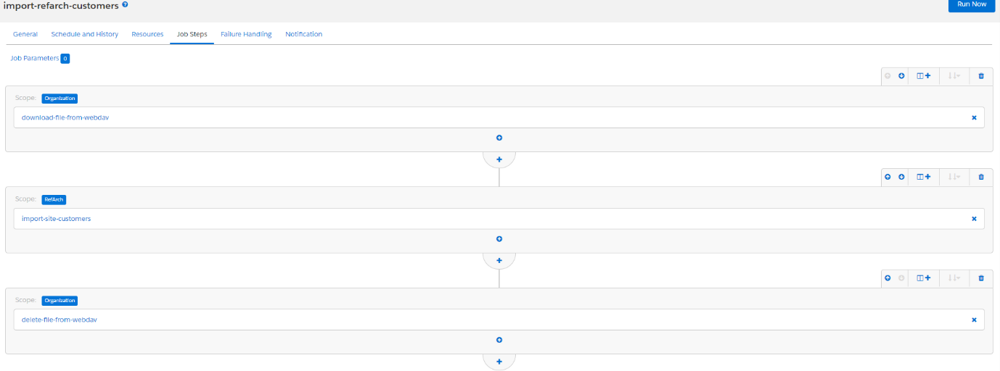 import-refarch-customers
Run Now
General Schedule and History Resources Job Steps Failure Handling Notification
Job Parameters 0
Scope: Organization
download-file-from-webdav
Scope: RefArch
import-site-customers
Scope: Organization
delete-file-from-webdav